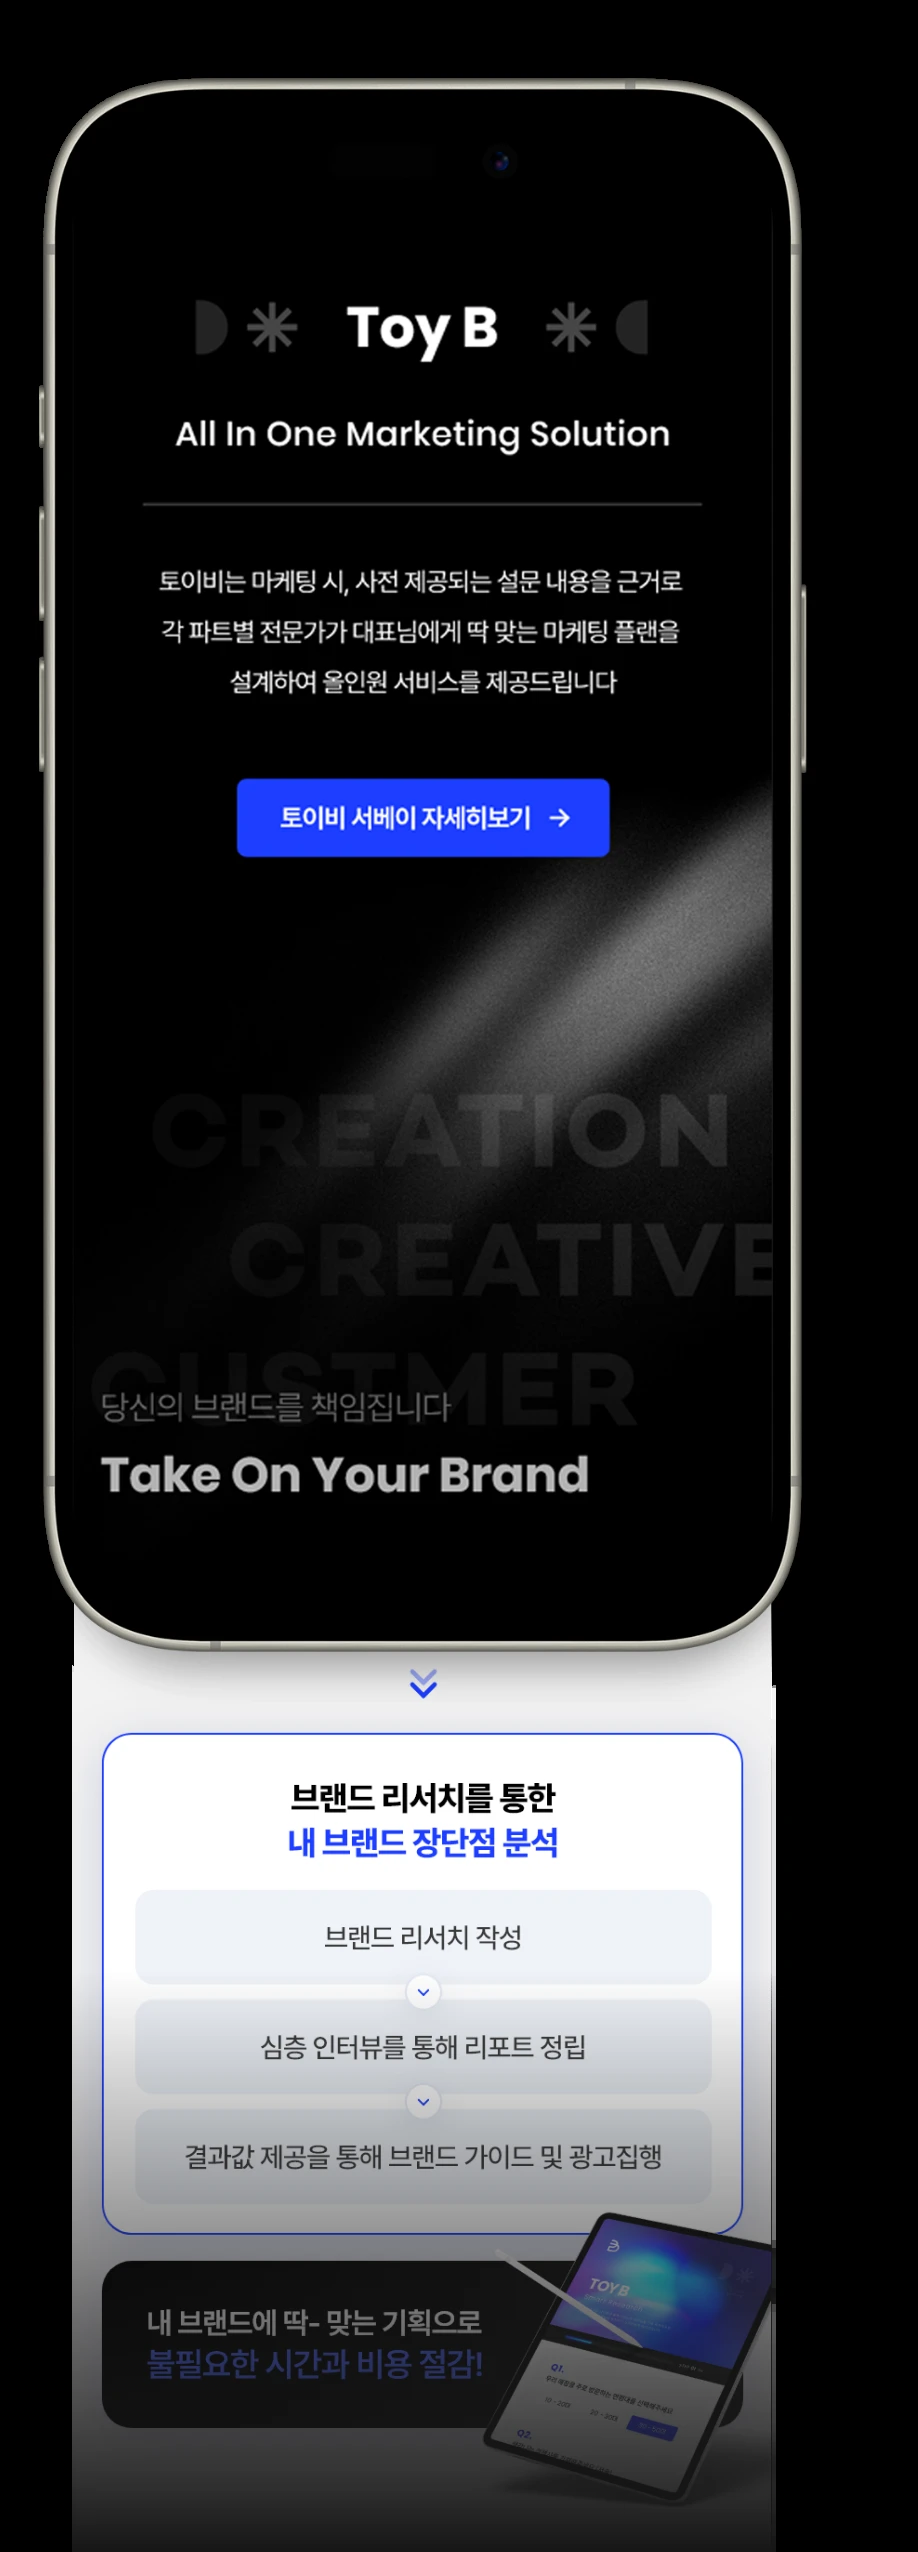 Toy B
All In One Marketing Solution
토이비는 마케팅 시, 사전 제공되는 설문 내용을 근거로
각 파트별 전문가가 대표님에게 딱 맞는 마케팅 플랜을
설계하여 올인원 서비스를 제공드립니다
토이비 서베이 자세히보기 →
CREATION
CREATIVE
CUSTMER
당신의 브랜드를 책임집니다
Take On Your Brand
브랜드 리서치를 통한
내 브랜드 장단점 분석
브랜드 리서치 작성
심층 인터뷰를 통해 리포트 정립
결과값 제공을 통해 브랜드 가이드 및 광고집행
내 브랜드에 딱- 맞는 기획으로
불필요한 시간과 비용 절감!
TOYB
Q1.
Q2.